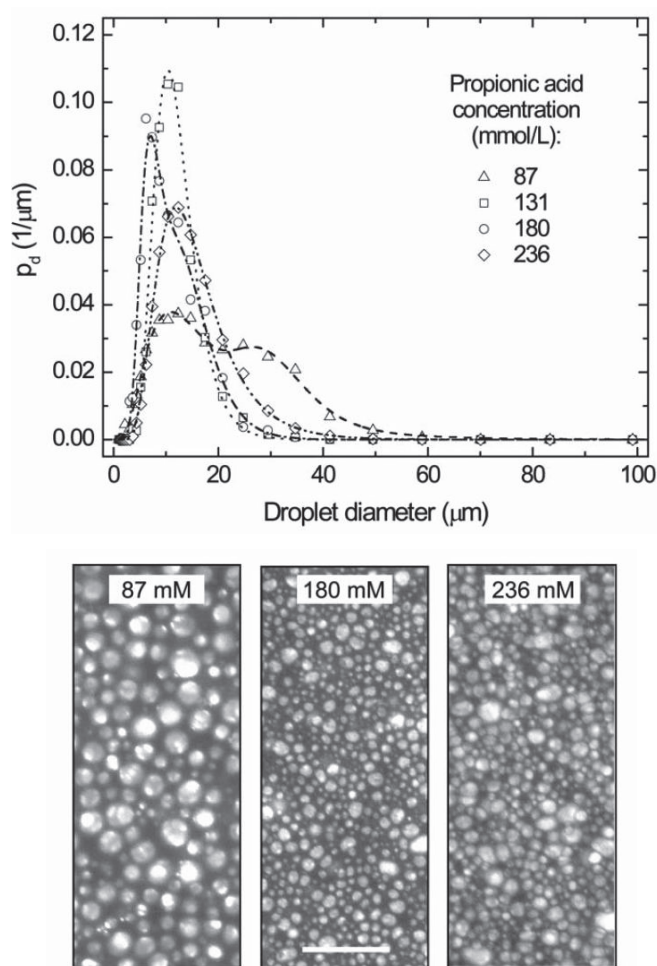 0.12
0.10
0.08
0.06
0.04
0.02
0.00
p_d (1/μm)
Propionic acid
concentration
(mmol/L):
87
131
180
236
0 20 40 60 80 100
Droplet diameter (μm)
87 mM 180 mM 236 mM